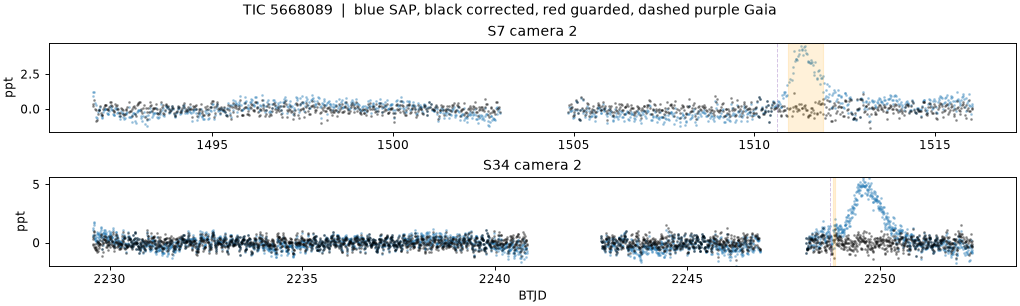 TIC 5668089 | blue SAP, black corrected, red guarded, dashed purple Gaia
S7 camera 2
ppt
2.5
0.0
1495
1500
1505
1510
1515
S34 camera 2
ppt
5
0
2230
2235
2240
2245
2250
BTJD